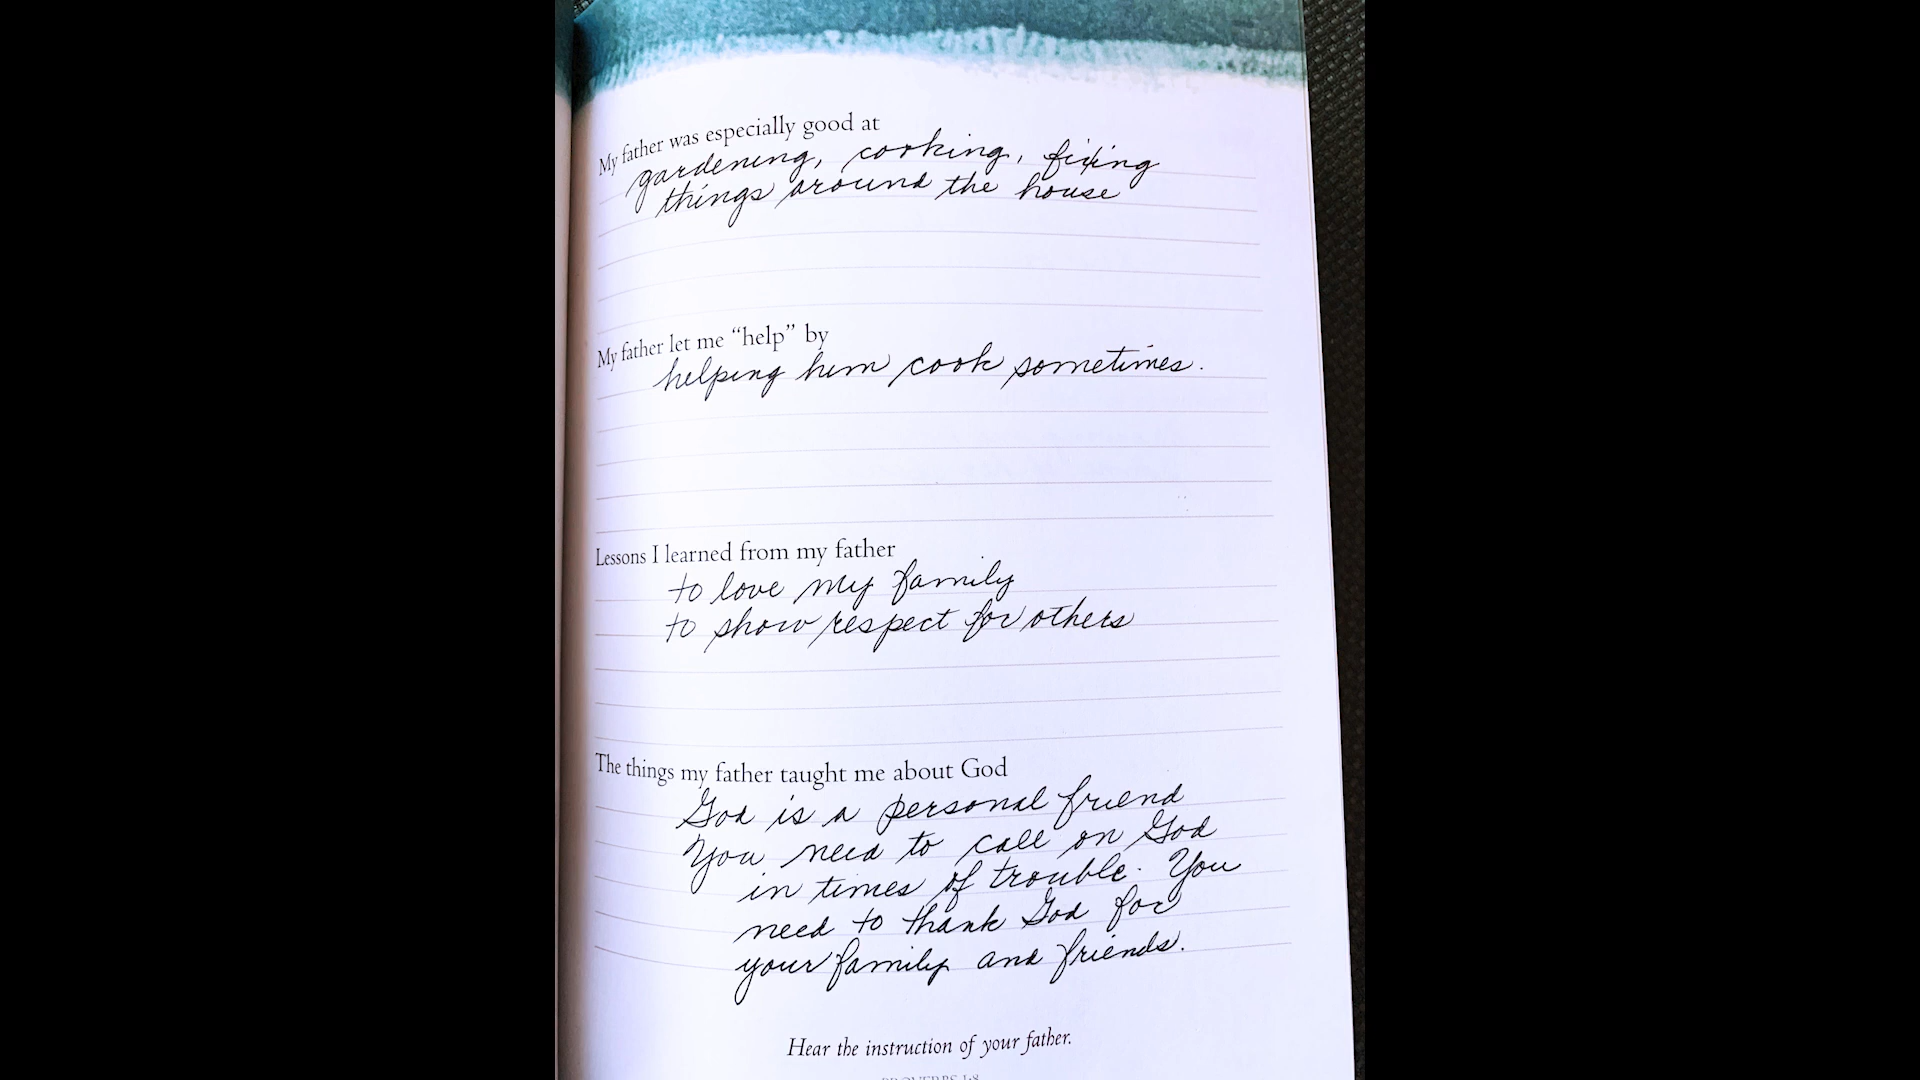 My father was especially good at
gardening, cooking, fixing
things around the house
My father let me “help” by
helping him cook sometimes.
Lessons I learned from my father
to love my family
to show respect for others
The things my father taught me about God
God is a personal friend
You need to call on God
in times of trouble. You
need to thank God for
your family and friends.
Hear the instruction of your father.
PROVERBS 1:8